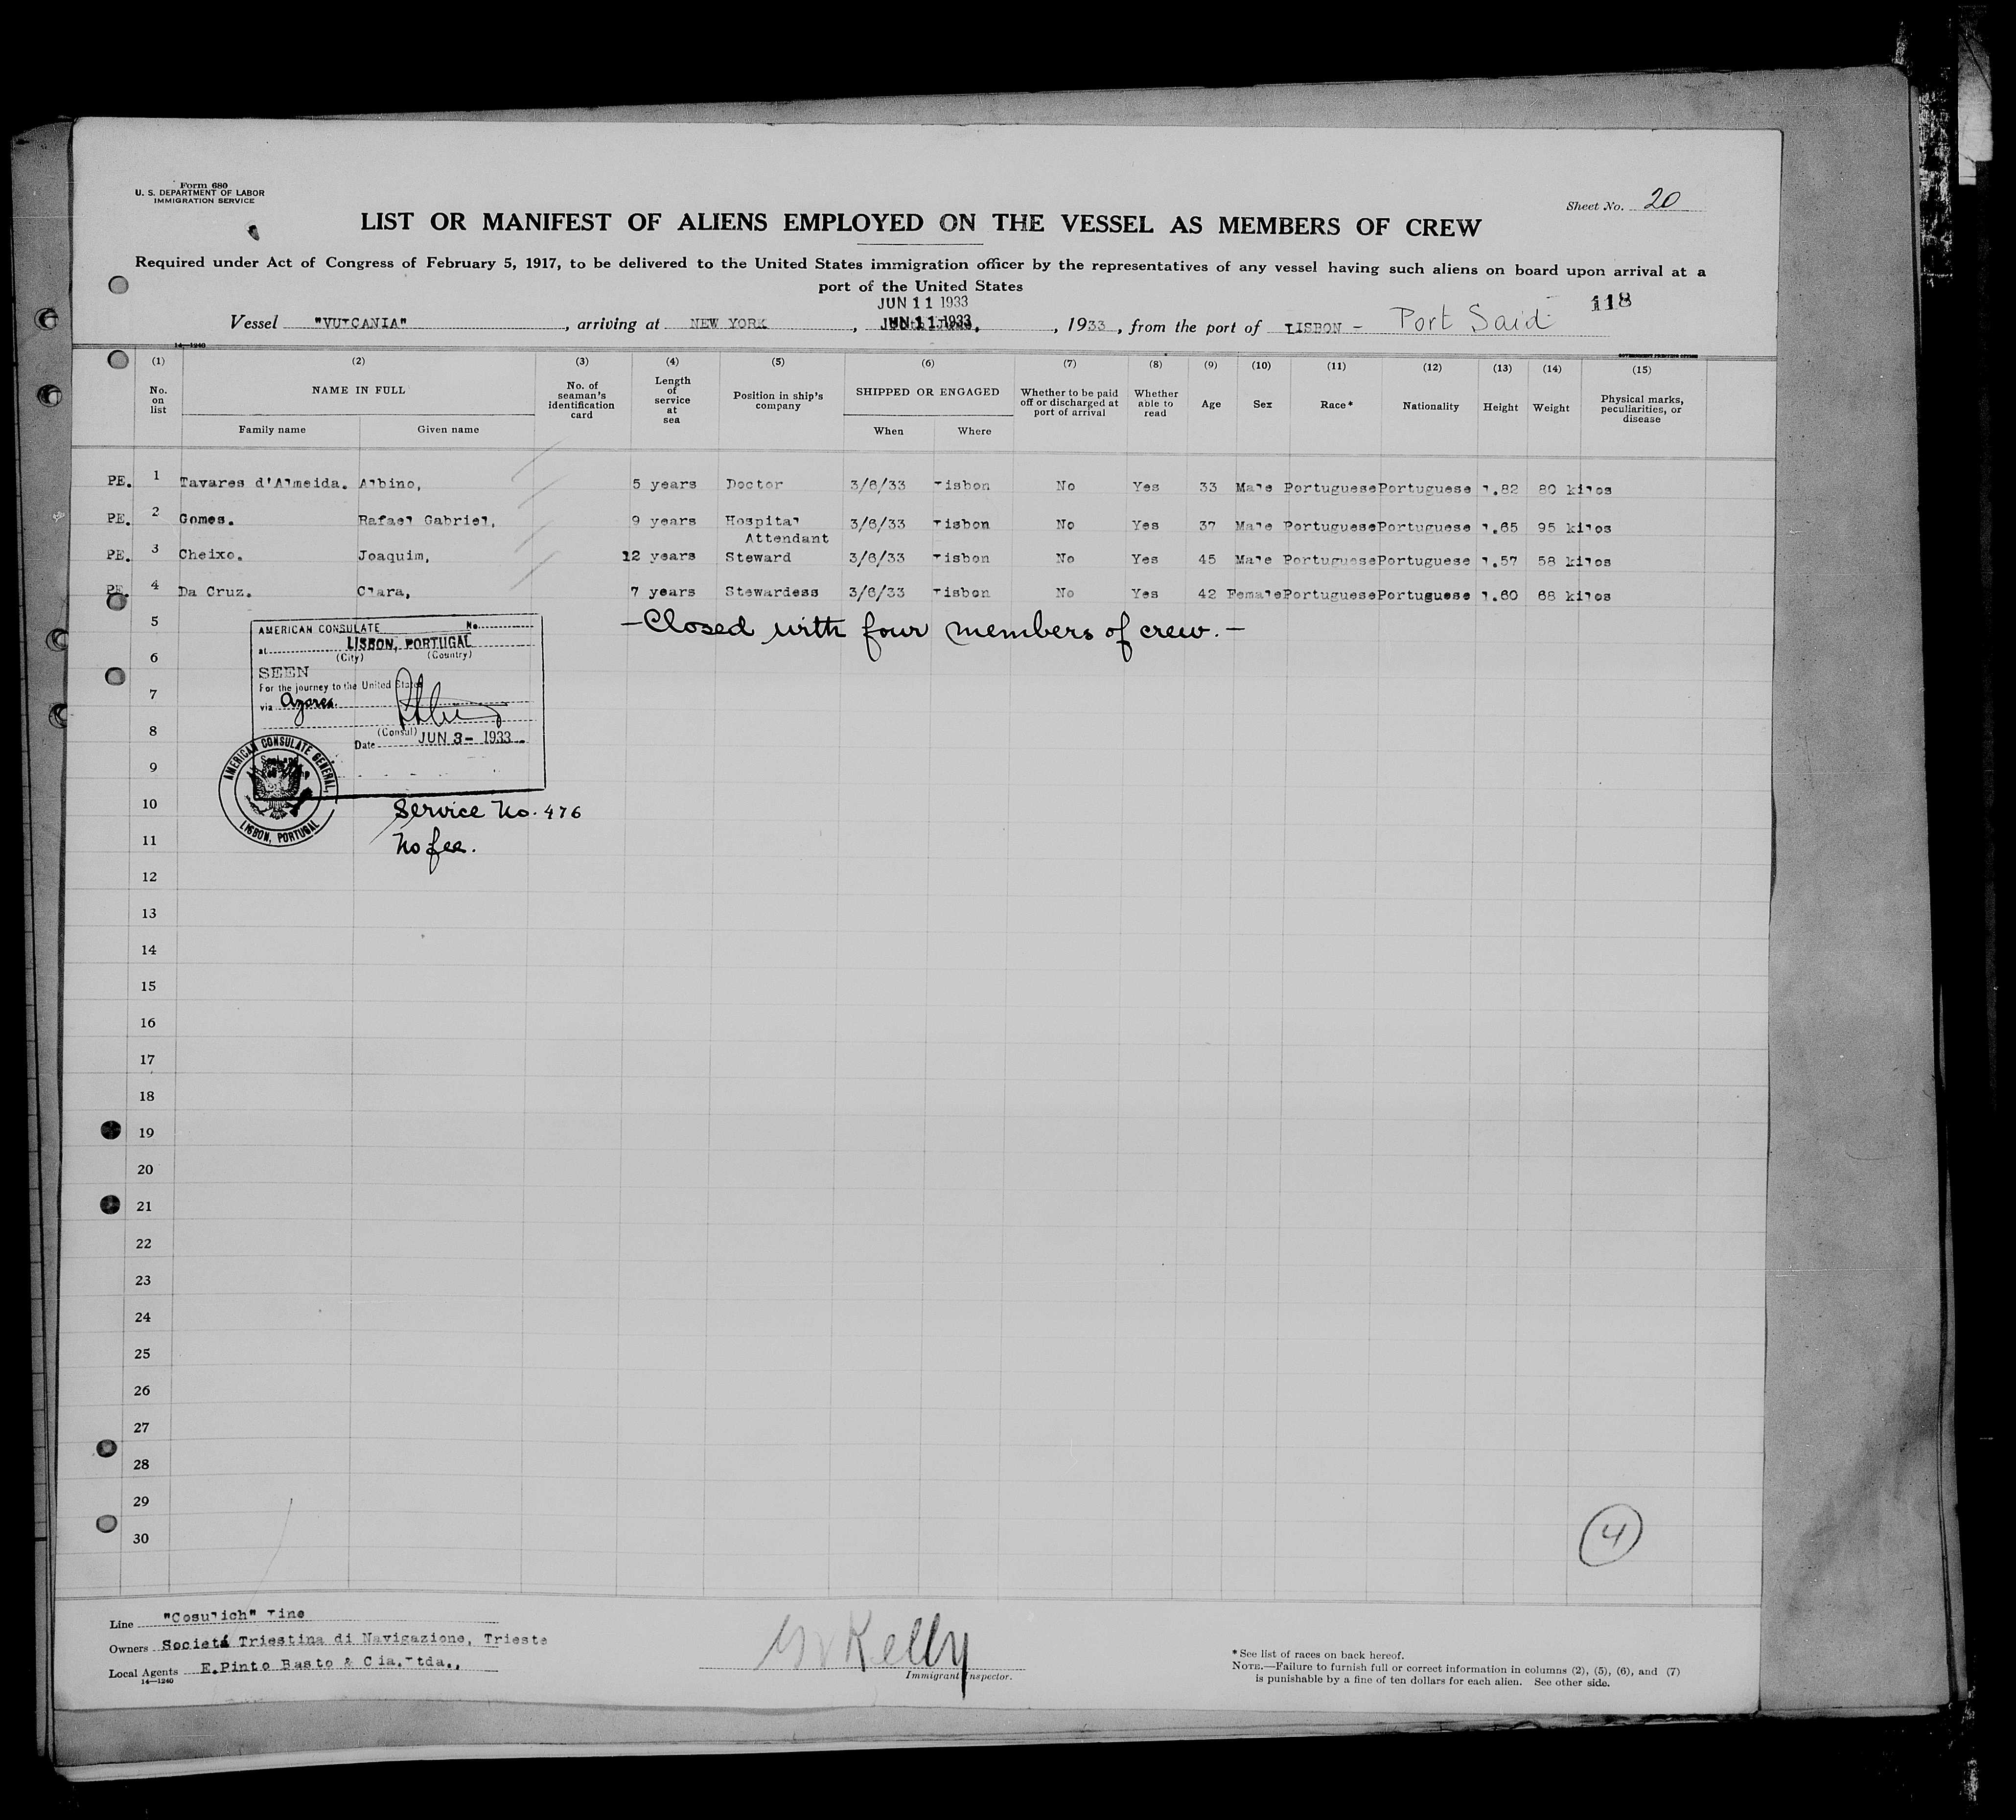 Form 680
U. S. DEPARTMENT OF LABOR
IMMIGRATION SERVICE
Sheet No. 20
LIST OR MANIFEST OF ALIENS EMPLOYED ON THE VESSEL AS MEMBERS OF CREW
Required under Act of Congress of February 5, 1917, to be delivered to the United States immigration officer by the representatives of any vessel having such aliens on board upon arrival at a
port of the United States
JUN 11 1933
118
Vessel "VULCANIA", arriving at NEW YORK, JUN 11 1933, 1933, from the port of LISBON - Port Said
14—1240
GOVERNMENT PRINTING OFFICE
(1) (2) (3) (4) (5) (6) (7) (8) (9) (10) (11) (12) (13) (14) (15)
No. on list NAME IN FULL No. of seaman's identification card Length of service at sea Position in ship's company SHIPPED OR ENGAGED Whether to be paid off or discharged at port of arrival Whether able to read Age Sex Race* Nationality Height Weight Physical marks, peculiarities, or disease
Family name Given name When Where
PE. 1 Tavares d'Almeida. Albino, 5 years Doctor 3/6/33 Lisbon No Yes 33 Male Portuguese Portuguese 1.82 80 kilos
PE. 2 Gomes. Rafael Gabriel, 9 years Hospital Attendant 3/6/33 Lisbon No Yes 37 Male Portuguese Portuguese 1.65 95 kilos
PE. 3 Cheixo. Joaquim, 12 years Steward 3/6/33 Lisbon No Yes 45 Male Portuguese Portuguese 1.57 58 kilos
PE. 4 Da Cruz. Clara, 7 years Stewardess 3/6/33 Lisbon No Yes 42 Female Portuguese Portuguese 1.60 68 kilos
5 -Closed with four members of crew.-
AMERICAN CONSULATE No.
at LISBON, PORTUGAL
(City) (Country)
6
SEEN
For the journey to the United States
7
via Azores.
8
(Consul)
Date JUN 3- 1933
9
AMERICAN CONSULATE GENERAL,
LISBON, PORTUGAL
10 Service No. 476
11 No fee.
12
13
14
15
16
17
18
19
20
21
22
23
24
25
26
27
28
29
30
4
Line "Cosulich" Line
Owners Societá Triestina di Navigazione, Trieste
Local Agents E.Pinto Basto & Cia.Ltda.,
14—1240
Kelly
Immigrant Inspector.
* See list of races on back hereof.
NOTE.—Failure to furnish full or correct information in columns (2), (5), (6), and (7)
is punishable by a fine of ten dollars for each alien. See other side.